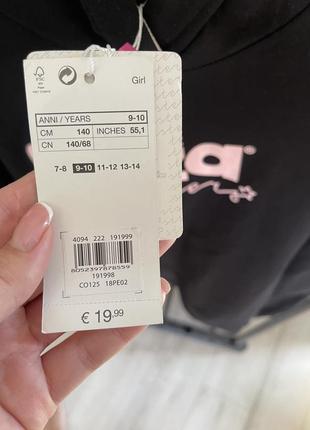 FSC
Girl
ANNI / YEARS 9-10
CM 140 INCHES 55,1
CN 140/68
7-8 9-10 11-12 13-14
a®
4094 222 191999
8052397878559
191998
CO125 18PE02
€ 19,99